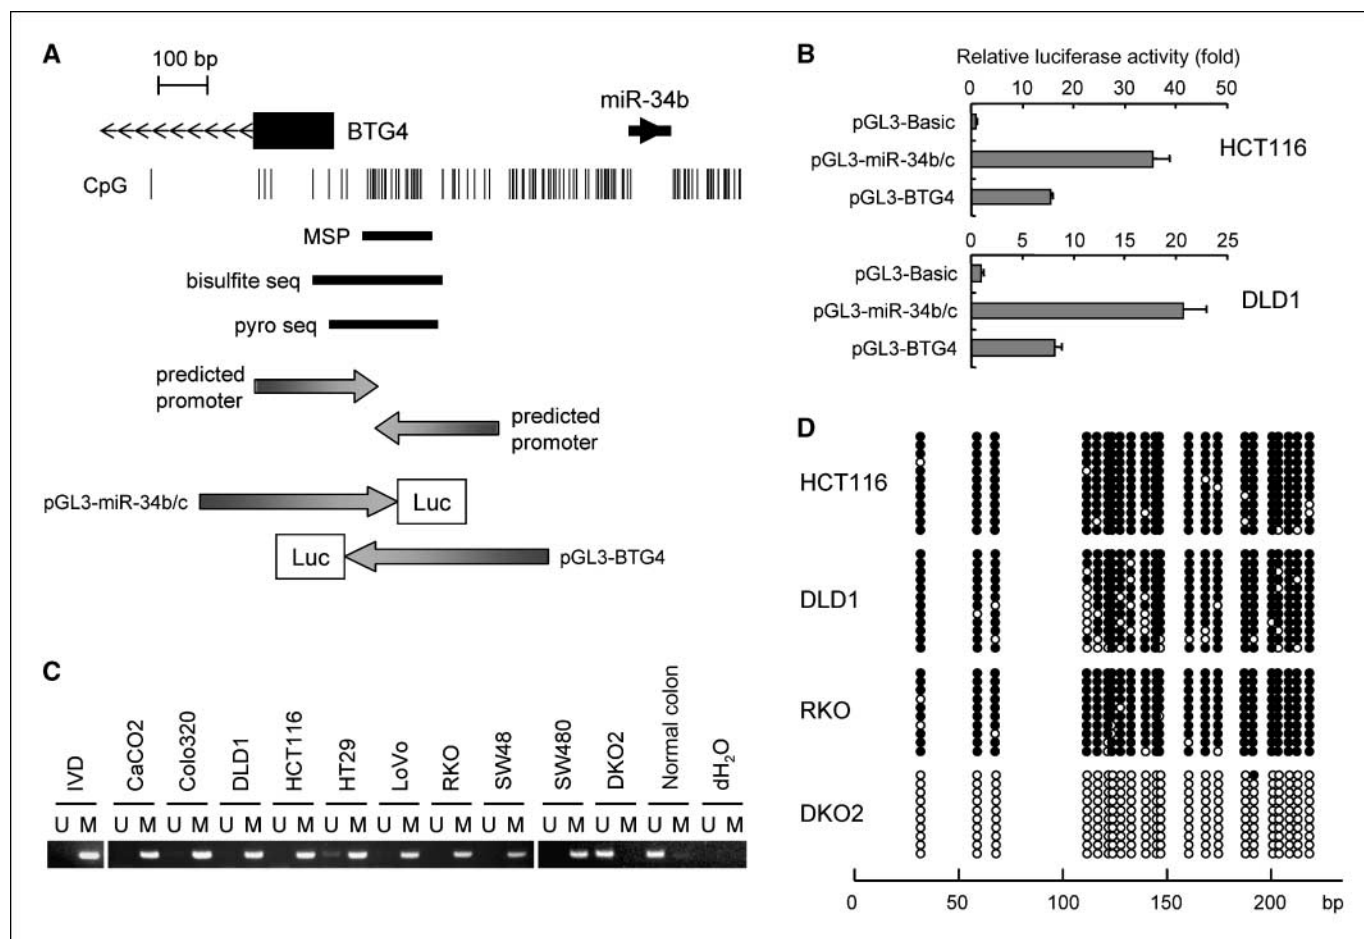 A
100 bp
BTG4
miR-34b
CpG
MSP
bisulfite seq
pyro seq
predicted
promoter
predicted
promoter
pGL3-miR-34b/c
Luc
Luc
pGL3-BTG4
B
Relative luciferase activity (fold)
0 10 20 30 40 50
pGL3-Basic
pGL3-miR-34b/c
pGL3-BTG4
HCT116
0 5 10 15 20 25
pGL3-Basic
pGL3-miR-34b/c
pGL3-BTG4
DLD1
C
IVD CaCO2 Colo320 DLD1 HCT116 HT29 LoVo RKO SW48 SW480 DKO2 Normal colon dH2O
U M U M U M U M U M U M U M U M U M U M U M U M U M
D
HCT116
DLD1
RKO
DKO2
0 50 100 150 200 bp